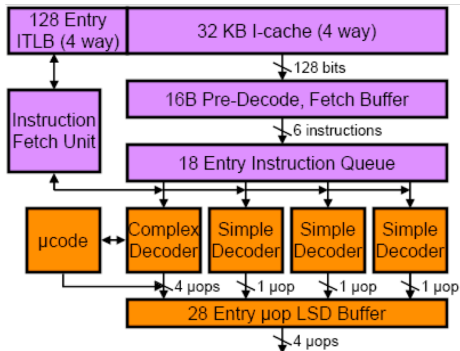 128 Entry
ITLB (4 way)
32 KB I-cache (4 way)
128 bits
16B Pre-Decode, Fetch Buffer
Instruction
Fetch Unit
6 instructions
18 Entry Instruction Queue
µcode
Complex
Decoder
Simple
Decoder
Simple
Decoder
Simple
Decoder
4 µops
1 µop
1 µop
1 µop
28 Entry µop LSD Buffer
4 µops